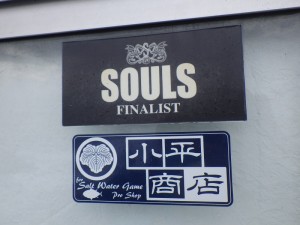 SOULS
FINALIST
小平
商店
for
Salt Water Game
Pro Shop